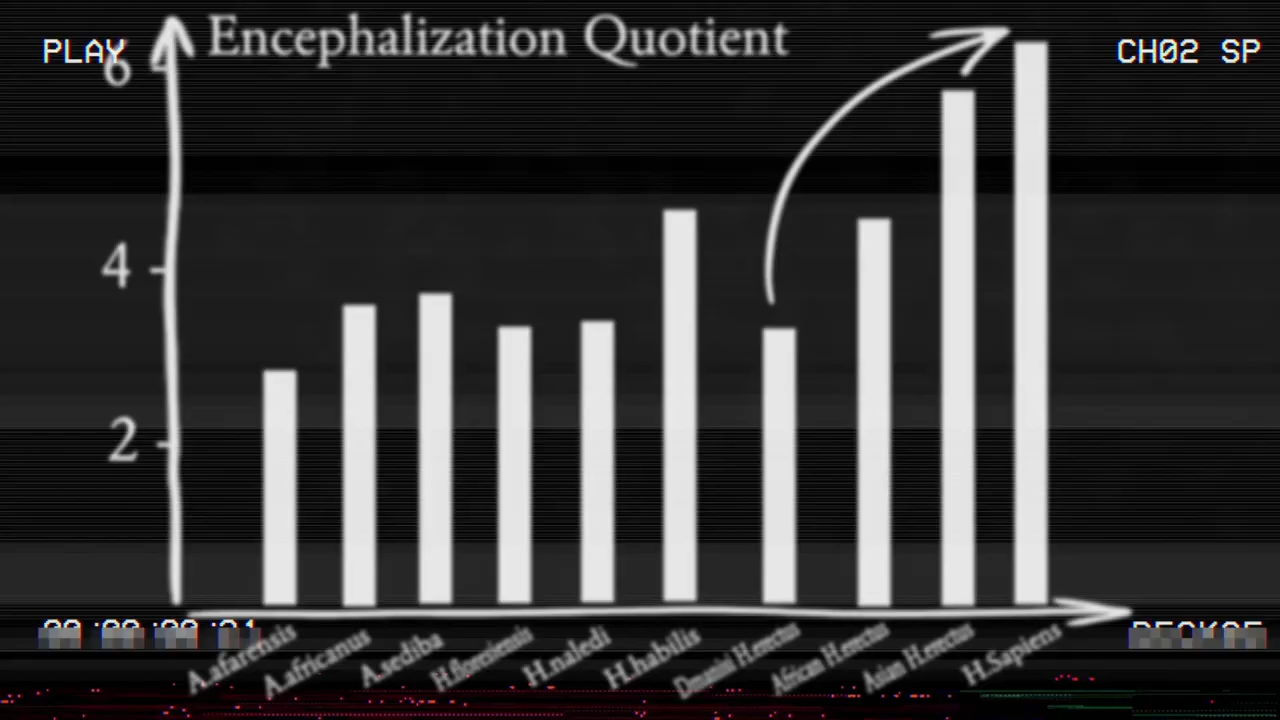 Encephalization Quotient
PLAY
CH02 SP
6
4
2
A.afarensis
A.africanus
A.sediba
H.floresiensis
H.naledi
H.habilis
Dmanisi H.erectus
African H.erectus
Asian H.erectus
H.Sapiens